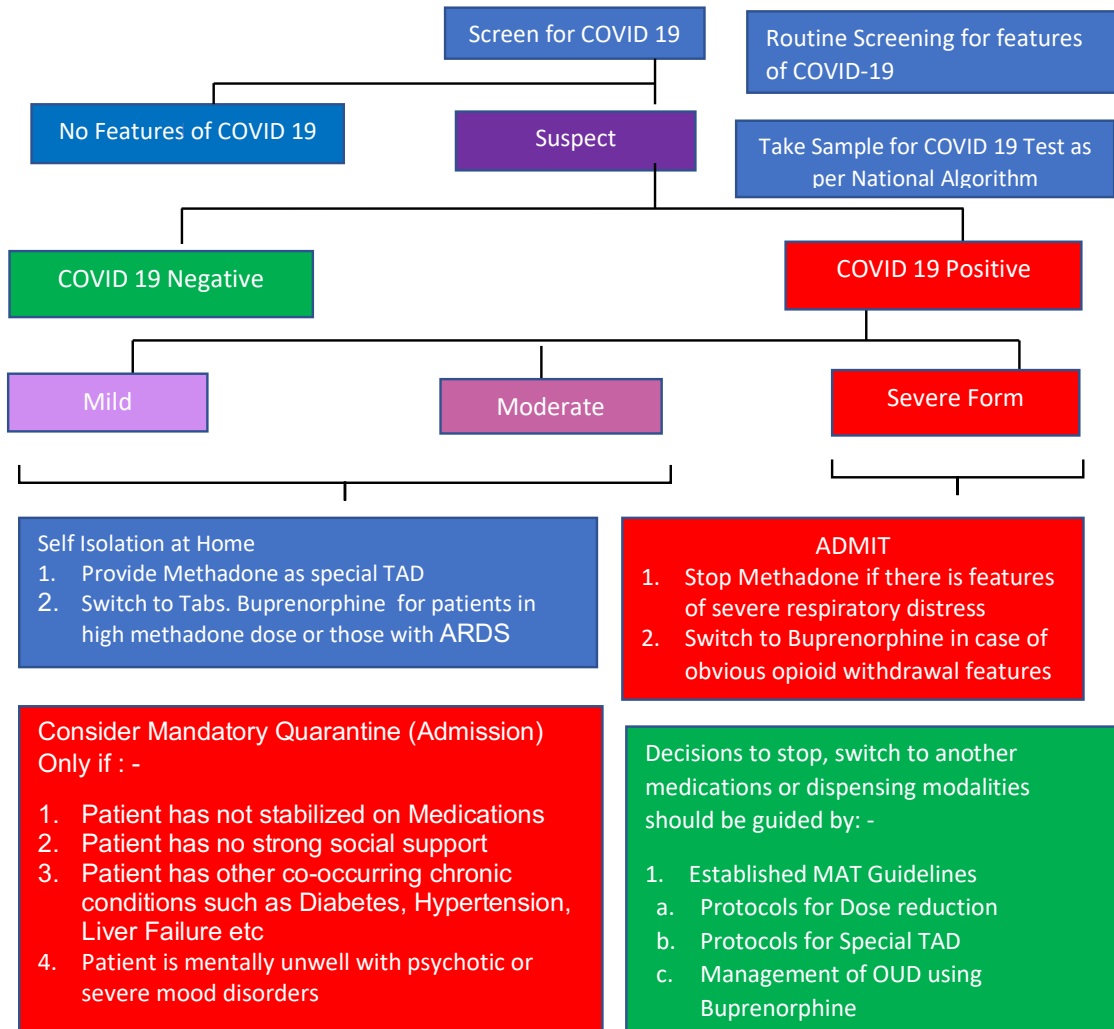 Screen for COVID 19
Routine Screening for features
of COVID-19
No Features of COVID 19
Suspect
Take Sample for COVID 19 Test as
per National Algorithm
COVID 19 Negative
COVID 19 Positive
Mild
Moderate
Severe Form
Self Isolation at Home
1. Provide Methadone as special TAD
2. Switch to Tabs. Buprenorphine for patients in
high methadone dose or those with ARDS
ADMIT
1. Stop Methadone if there is features
of severe respiratory distress
2. Switch to Buprenorphine in case of
obvious opioid withdrawal features
Consider Mandatory Quarantine (Admission)
Only if : -
1. Patient has not stabilized on Medications
2. Patient has no strong social support
3. Patient has other co-occurring chronic
conditions such as Diabetes, Hypertension,
Liver Failure etc
4. Patient is mentally unwell with psychotic or
severe mood disorders
Decisions to stop, switch to another
medications or dispensing modalities
should be guided by: -
1. Established MAT Guidelines
a. Protocols for Dose reduction
b. Protocols for Special TAD
c. Management of OUD using
Buprenorphine